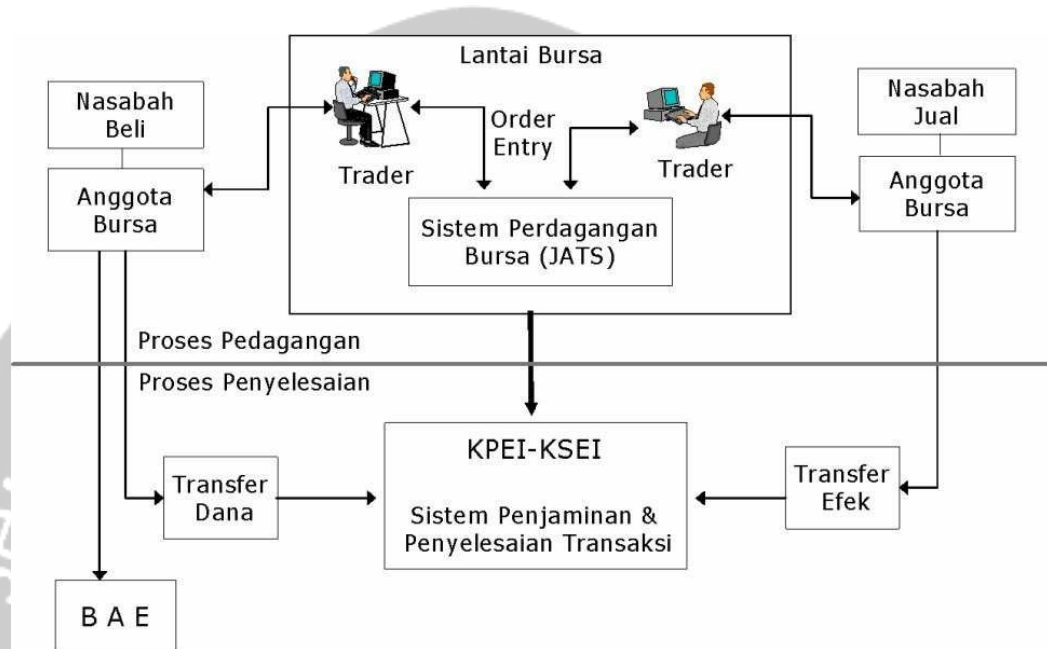 Lantai Bursa
Nasabah
Beli
Nasabah
Jual
Order
Entry
Trader
Trader
Anggota
Bursa
Anggota
Bursa
Sistem Perdagangan
Bursa (JATS)
Proses Pedagangan
Proses Penyelesaian
KPEI-KSEI
Sistem Penjaminan &
Penyelesaian Transaksi
Transfer
Dana
Transfer
Efek
B A E